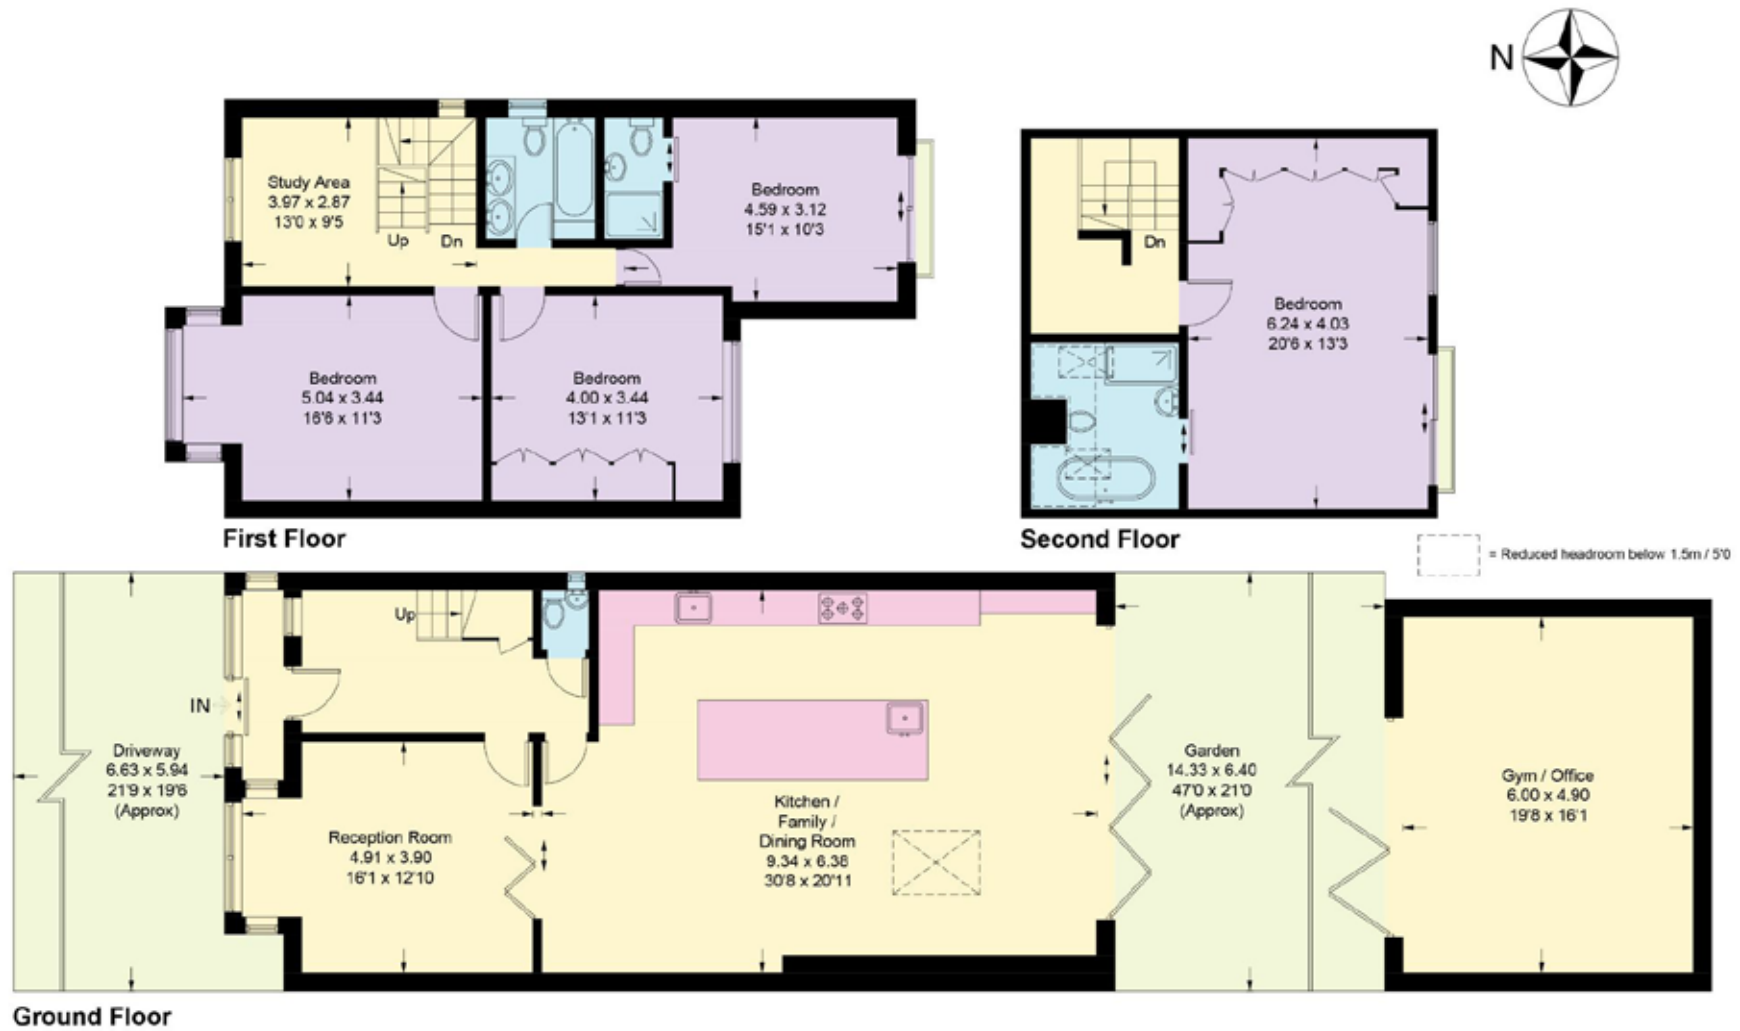 N
Study Area
3.97 x 2.87
13'0 x 9'5
Up
Dn
Bedroom
4.59 x 3.12
15'1 x 10'3
Bedroom
5.04 x 3.44
16'6 x 11'3
Bedroom
4.00 x 3.44
13'1 x 11'3
First Floor
Dn
Bedroom
6.24 x 4.03
20'6 x 13'3
Second Floor
= Reduced headroom below 1.5m / 5'0
Up
IN
Driveway
6.63 x 5.94
21'9 x 19'6
(Approx)
Reception Room
4.91 x 3.90
16'1 x 12'10
Kitchen /
Family /
Dining Room
9.34 x 6.38
30'8 x 20'11
Garden
14.33 x 6.40
47'0 x 21'0
(Approx)
Gym / Office
6.00 x 4.90
19'8 x 16'1
Ground Floor